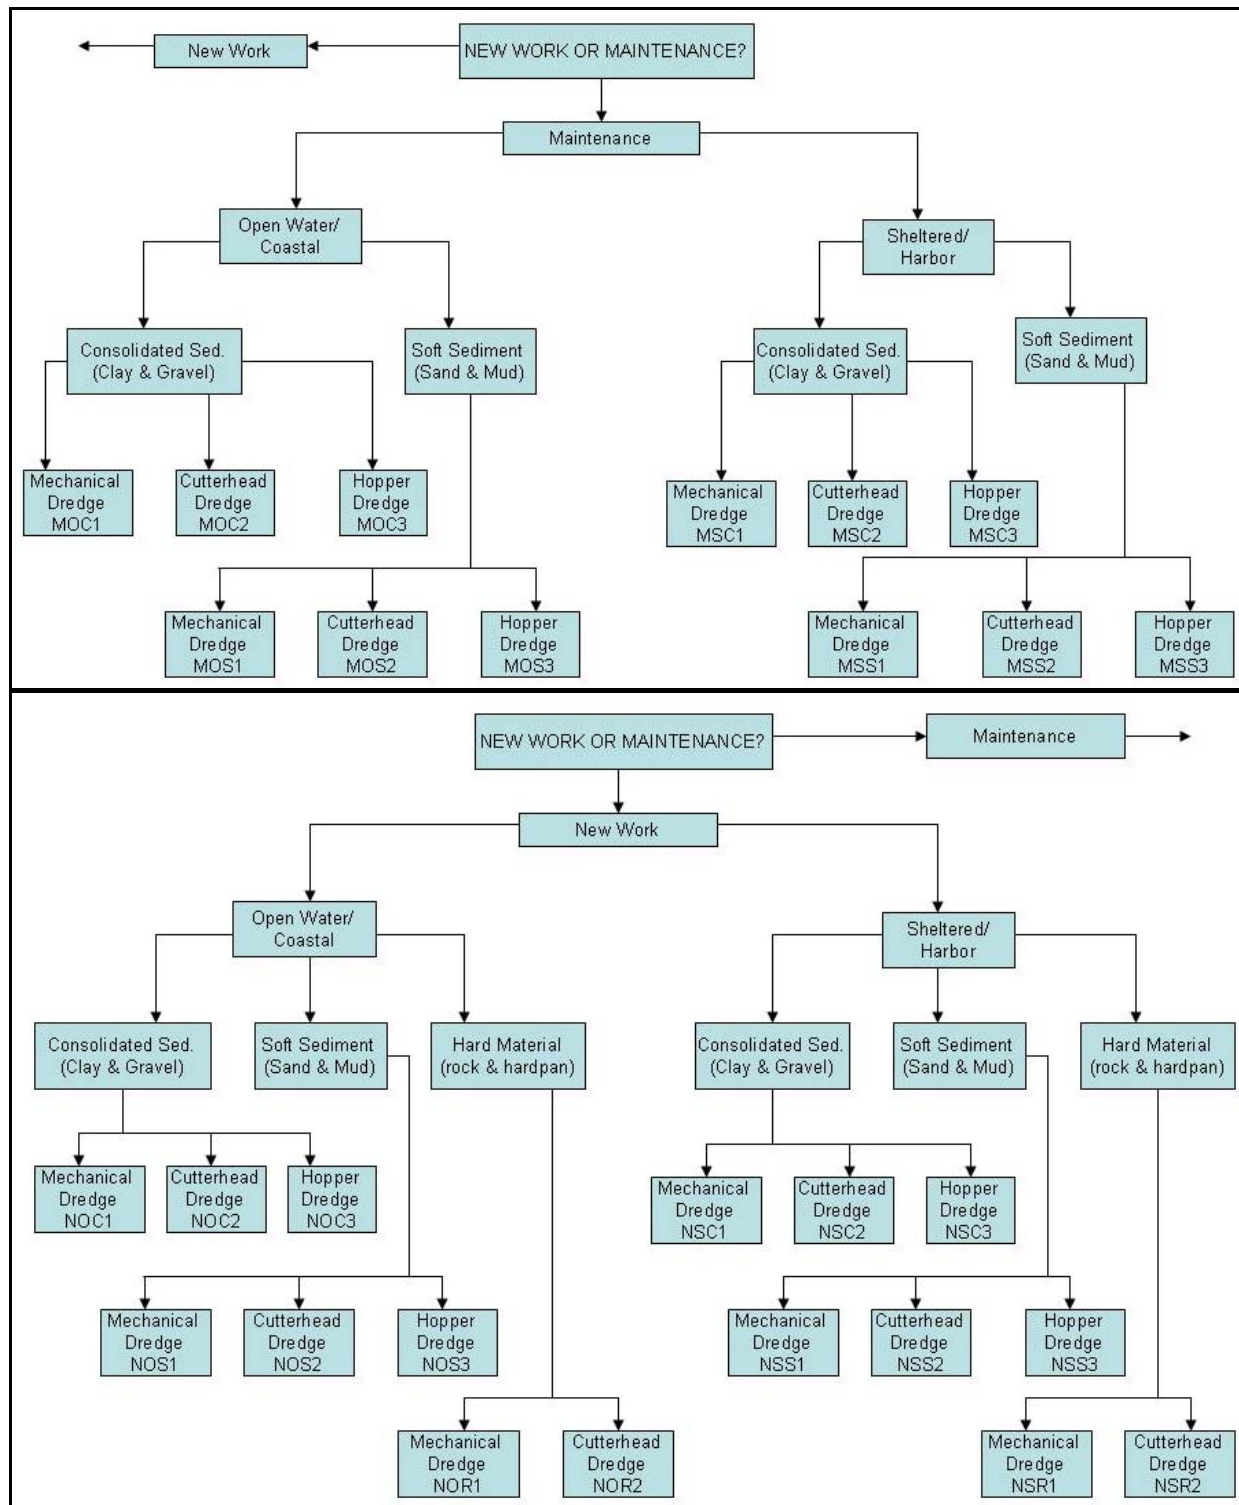 New Work
NEW WORK OR MAINTENANCE?
Maintenance
Open Water/
Coastal
Sheltered/
Harbor
Consolidated Sed.
(Clay & Gravel)
Soft Sediment
(Sand & Mud)
Consolidated Sed.
(Clay & Gravel)
Soft Sediment
(Sand & Mud)
Mechanical
Dredge
MOC1
Cutterhead
Dredge
MOC2
Hopper
Dredge
MOC3
Mechanical
Dredge
MSC1
Cutterhead
Dredge
MSC2
Hopper
Dredge
MSC3
Mechanical
Dredge
MOS1
Cutterhead
Dredge
MOS2
Hopper
Dredge
MOS3
Mechanical
Dredge
MSS1
Cutterhead
Dredge
MSS2
Hopper
Dredge
MSS3
NEW WORK OR MAINTENANCE?
Maintenance
New Work
Open Water/
Coastal
Sheltered/
Harbor
Consolidated Sed.
(Clay & Gravel)
Soft Sediment
(Sand & Mud)
Hard Material
(rock & hardpan)
Consolidated Sed.
(Clay & Gravel)
Soft Sediment
(Sand & Mud)
Hard Material
(rock & hardpan)
Mechanical
Dredge
NOC1
Cutterhead
Dredge
NOC2
Hopper
Dredge
NOC3
Mechanical
Dredge
NSC1
Cutterhead
Dredge
NSC2
Hopper
Dredge
NSC3
Mechanical
Dredge
NOS1
Cutterhead
Dredge
NOS2
Hopper
Dredge
NOS3
Mechanical
Dredge
NSS1
Cutterhead
Dredge
NSS2
Hopper
Dredge
NSS3
Mechanical
Dredge
NOR1
Cutterhead
Dredge
NOR2
Mechanical
Dredge
NSR1
Cutterhead
Dredge
NSR2